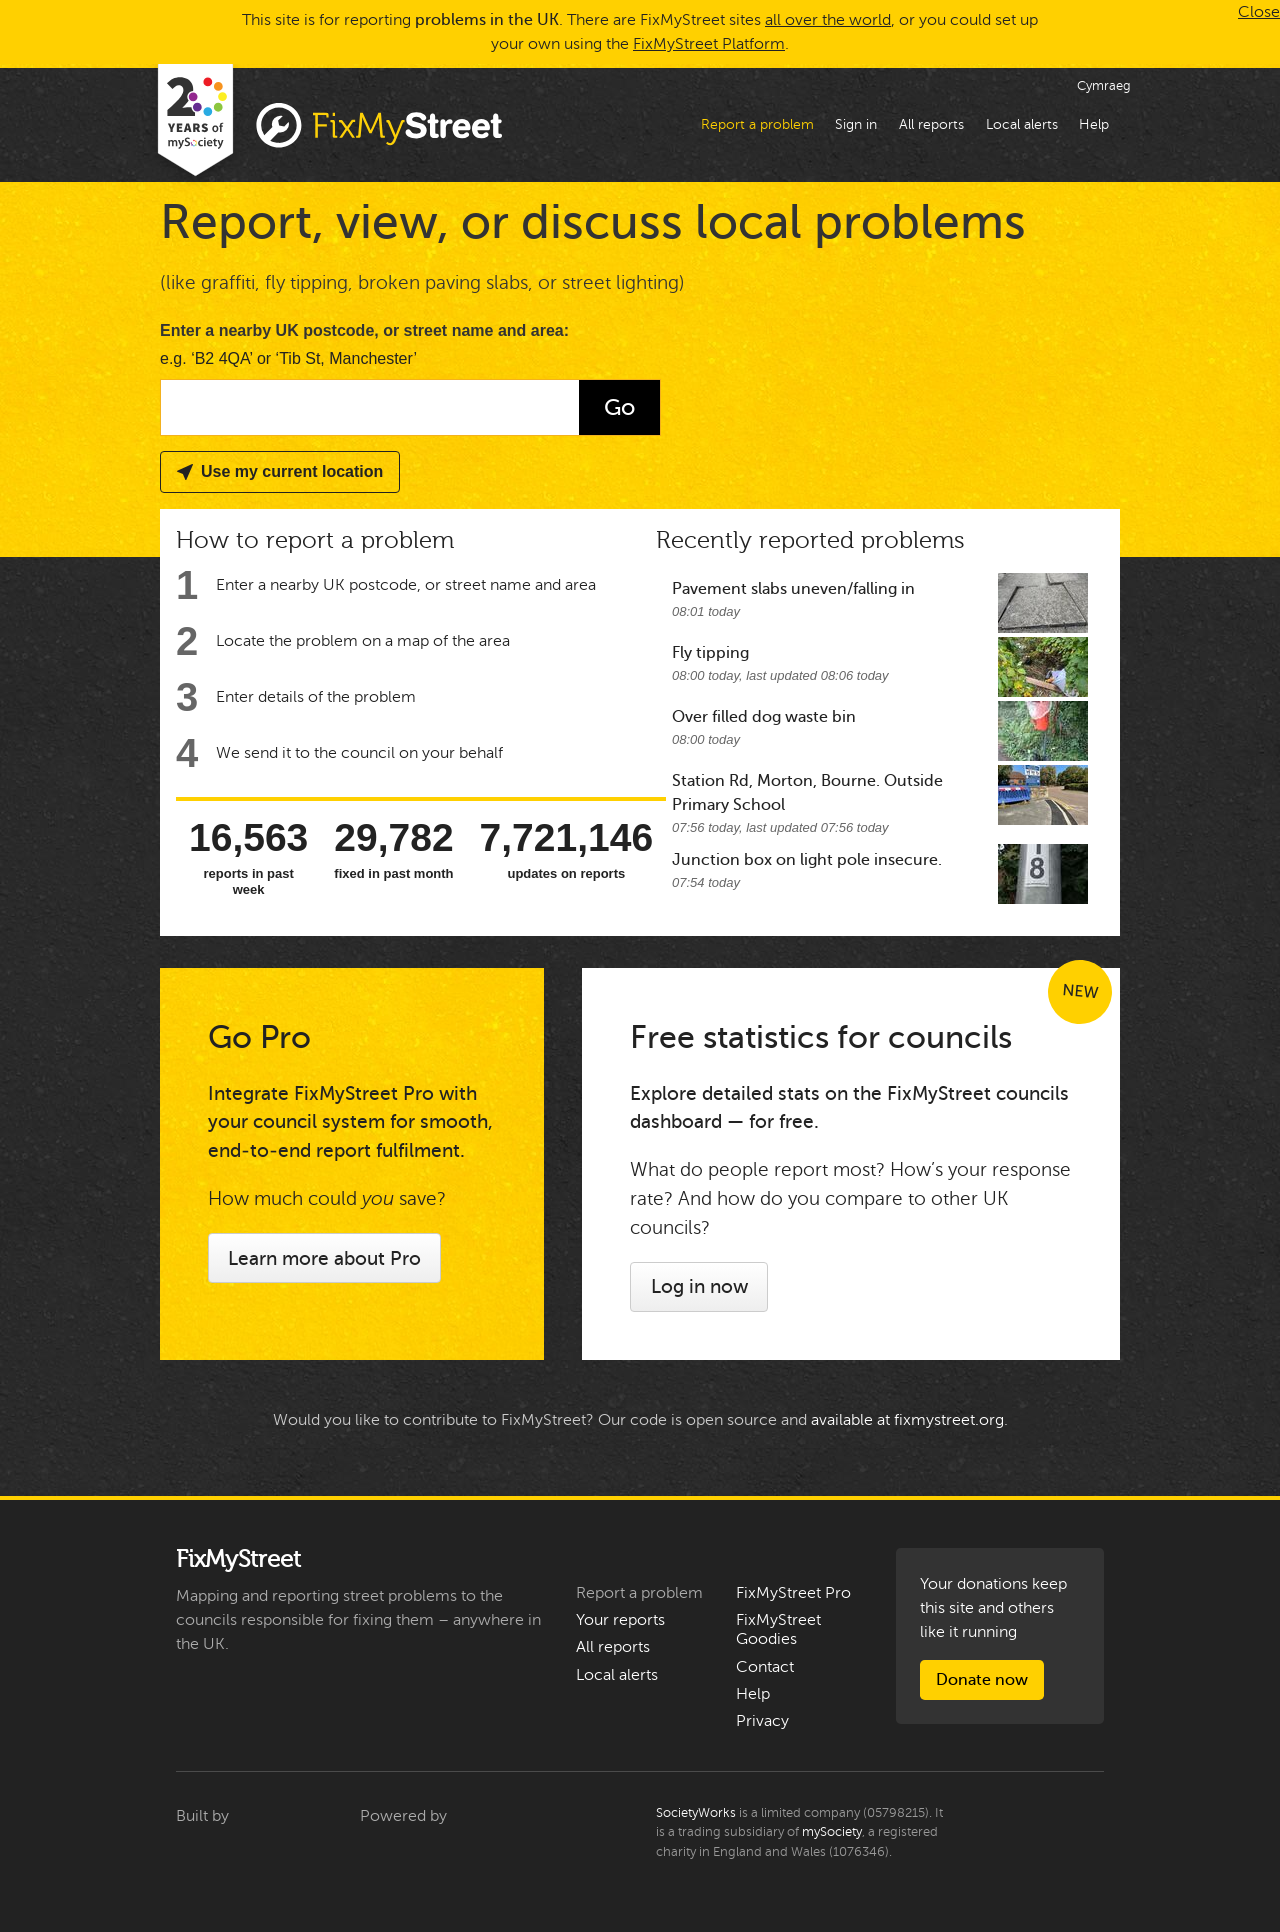 This site is for reporting problems in the UK. There are FixMyStreet sites all over the world, or you could set up
your own using the FixMyStreet Platform.
Close
20
YEARS of
mySociety
FixMyStreet
Cymraeg
Report a problem
Sign in
All reports
Local alerts
Help
Report, view, or discuss local problems
(like graffiti, fly tipping, broken paving slabs, or street lighting)
Enter a nearby UK postcode, or street name and area:
e.g. ‘B2 4QA’ or ‘Tib St, Manchester’
Go
Use my current location
How to report a problem
1 Enter a nearby UK postcode, or street name and area
2 Locate the problem on a map of the area
3 Enter details of the problem
4 We send it to the council on your behalf
16,563
reports in past
week
29,782
fixed in past month
7,721,146
updates on reports
Recently reported problems
Pavement slabs uneven/falling in
08:01 today
Fly tipping
08:00 today, last updated 08:06 today
Over filled dog waste bin
08:00 today
Station Rd, Morton, Bourne. Outside
Primary School
07:56 today, last updated 07:56 today
Junction box on light pole insecure.
07:54 today
8
Go Pro
Integrate FixMyStreet Pro with
your council system for smooth,
end-to-end report fulfilment.
How much could you save?
Learn more about Pro
NEW
Free statistics for councils
Explore detailed stats on the FixMyStreet councils
dashboard — for free.
What do people report most? How’s your response
rate? And how do you compare to other UK
councils?
Log in now
Would you like to contribute to FixMyStreet? Our code is open source and available at fixmystreet.org.
FixMyStreet
Mapping and reporting street problems to the
councils responsible for fixing them – anywhere in
the UK.
Report a problem
Your reports
All reports
Local alerts
FixMyStreet Pro
FixMyStreet
Goodies
Contact
Help
Privacy
Your donations keep
this site and others
like it running
Donate now
Built by
Powered by
SocietyWorks is a limited company (05798215). It
is a trading subsidiary of mySociety, a registered
charity in England and Wales (1076346).